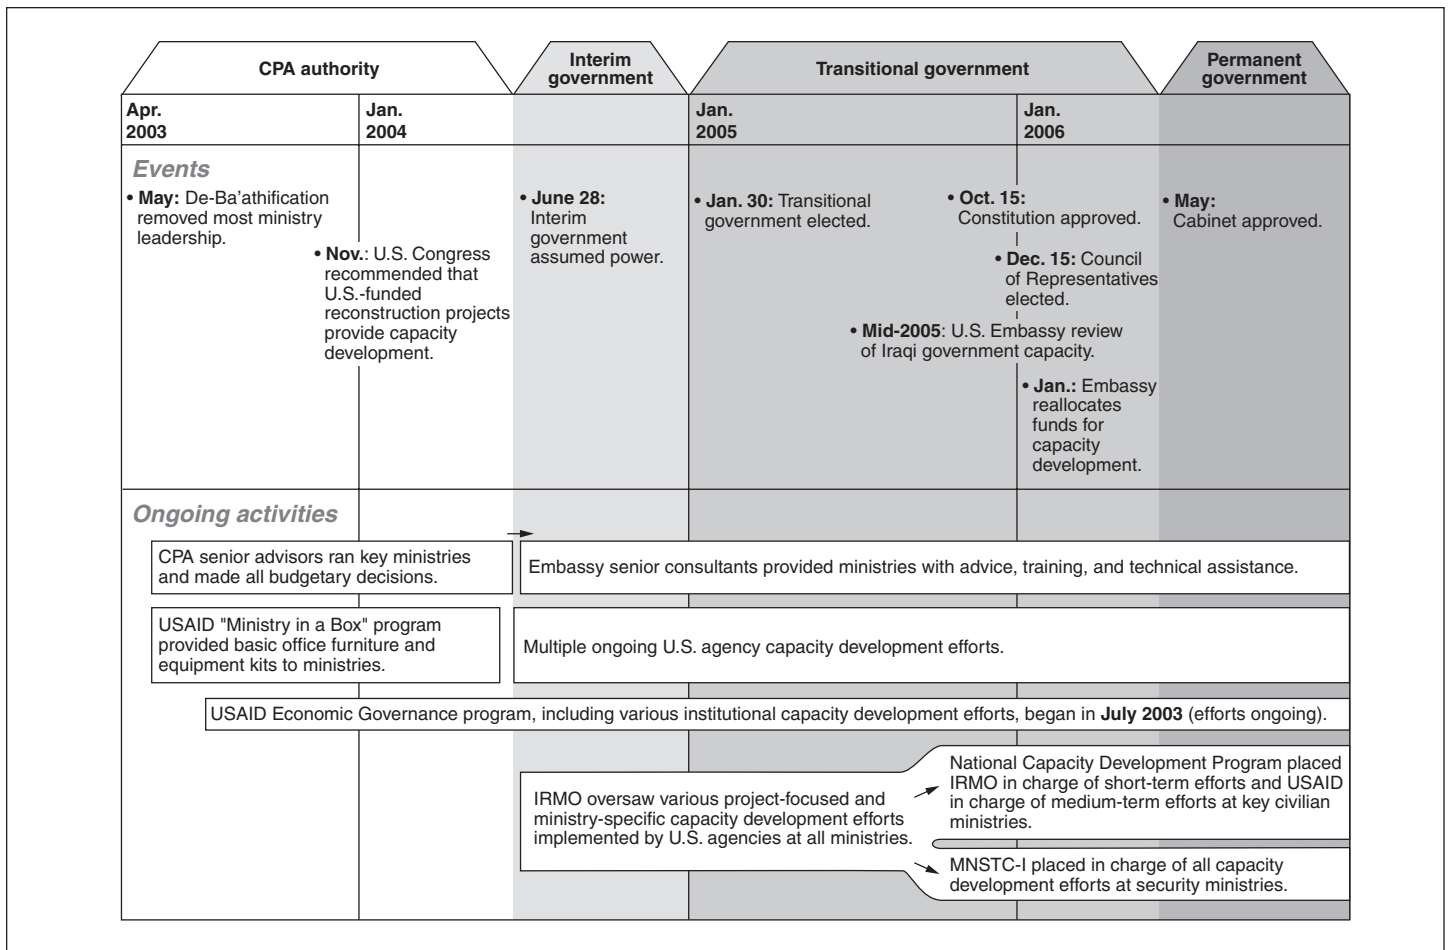 CPA authority
Interim
government
Transitional government
Permanent
government
Apr.
2003
Jan.
2004
Jan.
2005
Jan.
2006
Events
• May: De-Ba'athification
removed most ministry
leadership.
• Nov.: U.S. Congress
recommended that
U.S.-funded
reconstruction projects
provide capacity
development.
• June 28:
Interim
government
assumed power.
• Jan. 30: Transitional
government elected.
• Oct. 15:
Constitution approved.
• Dec. 15: Council
of Representatives
elected.
• Mid-2005: U.S. Embassy review
of Iraqi government capacity.
• Jan.: Embassy
reallocates
funds for
capacity
development.
• May:
Cabinet approved.
Ongoing activities
CPA senior advisors ran key ministries
and made all budgetary decisions.
Embassy senior consultants provided ministries with advice, training, and technical assistance.
USAID "Ministry in a Box" program
provided basic office furniture and
equipment kits to ministries.
Multiple ongoing U.S. agency capacity development efforts.
USAID Economic Governance program, including various institutional capacity development efforts, began in July 2003 (efforts ongoing).
IRMO oversaw various project-focused and
ministry-specific capacity development efforts
implemented by U.S. agencies at all ministries.
National Capacity Development Program placed
IRMO in charge of short-term efforts and USAID
in charge of medium-term efforts at key civilian
ministries.
MNSTC-I placed in charge of all capacity
development efforts at security ministries.